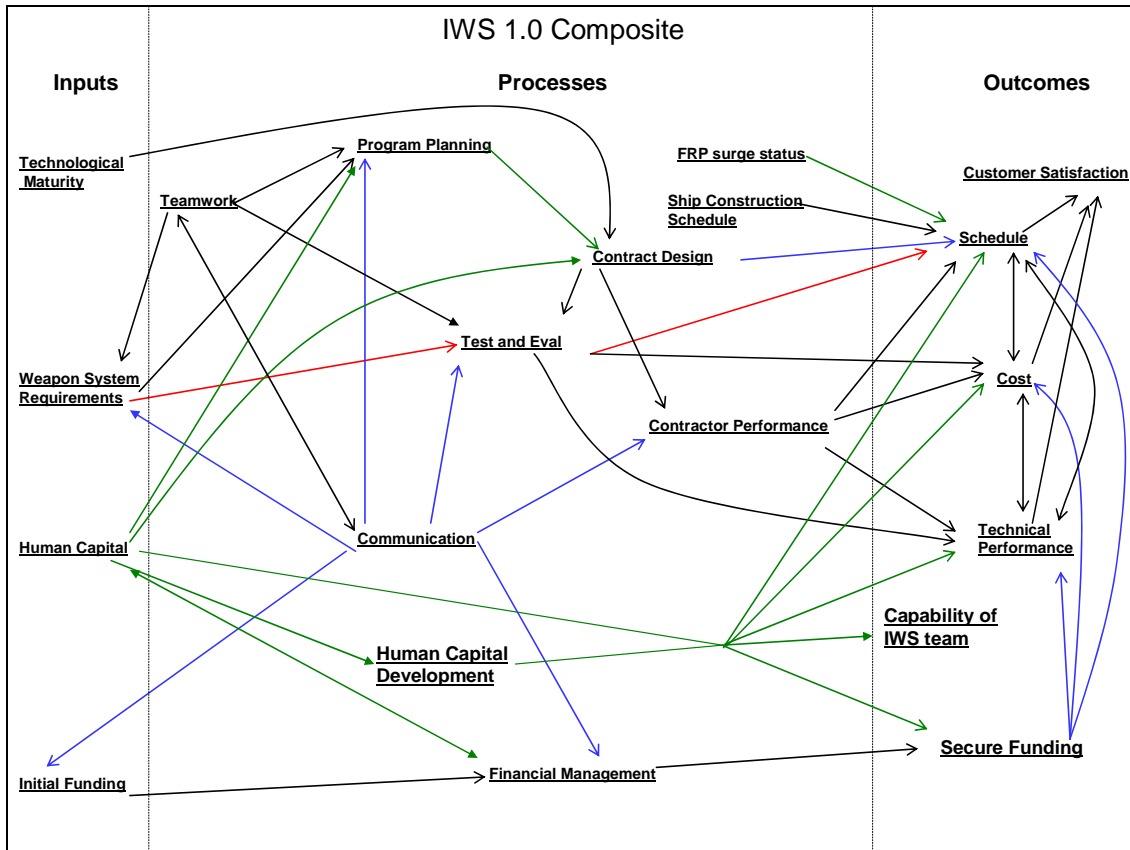 IWS 1.0 Composite
Inputs
Processes
Outcomes
Technological
Maturity
Program Planning
FRP surge status
Customer Satisfaction
Teamwork
Ship Construction
Schedule
Schedule
Contract Design
Test and Eval
Weapon System
Requirements
Cost
Contractor Performance
Human Capital
Communication
Technical
Performance
Capability of
IWS team
Human Capital
Development
Secure Funding
Initial Funding
Financial Management